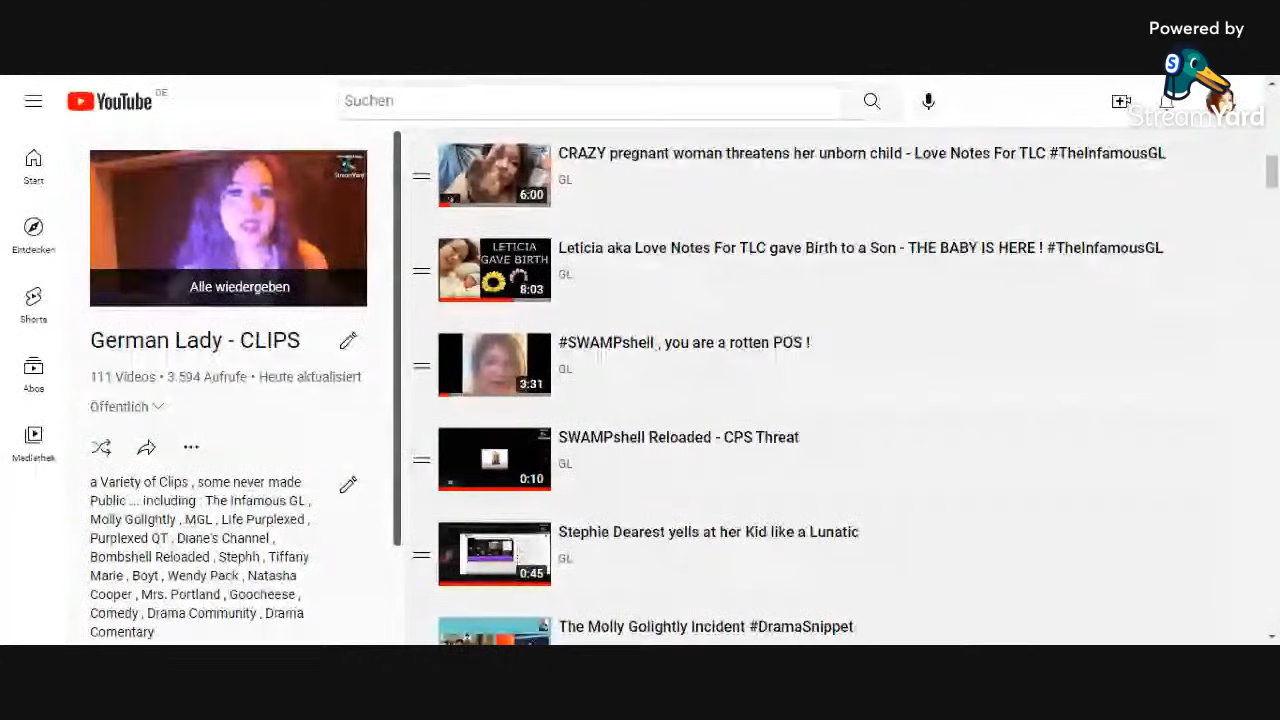 Powered by
StreamYard
YouTube DE
Suchen
Start
Entdecken
Shorts
Abos
Mediathek
Alle wiedergeben
German Lady - CLIPS
111 Videos • 3.594 Aufrufe • Heute aktualisiert
Öffentlich
a Variety of Clips , some never made
Public .... including : The Infamous GL ,
Molly Golightly , MGL , Life Purplexed ,
Purplexed QT , Diane's Channel ,
Bombshell Reloaded , Stephh , Tiffany
Marie , Boyt , Wendy Pack , Natasha
Cooper , Mrs. Portland , Goocheese ,
Comedy , Drama Community , Drama
Comentary
6:00
CRAZY pregnant woman threatens her unborn child - Love Notes For TLC #TheInfamousGL
GL
LETICIA
GAVE BIRTH
8:03
Leticia aka Love Notes For TLC gave Birth to a Son - THE BABY IS HERE ! #TheInfamousGL
GL
3:31
#SWAMPshell , you are a rotten POS !
GL
0:10
SWAMPshell Reloaded - CPS Threat
GL
0:45
Stephie Dearest yells at her Kid like a Lunatic
GL
The Molly Golightly Incident #DramaSnippet